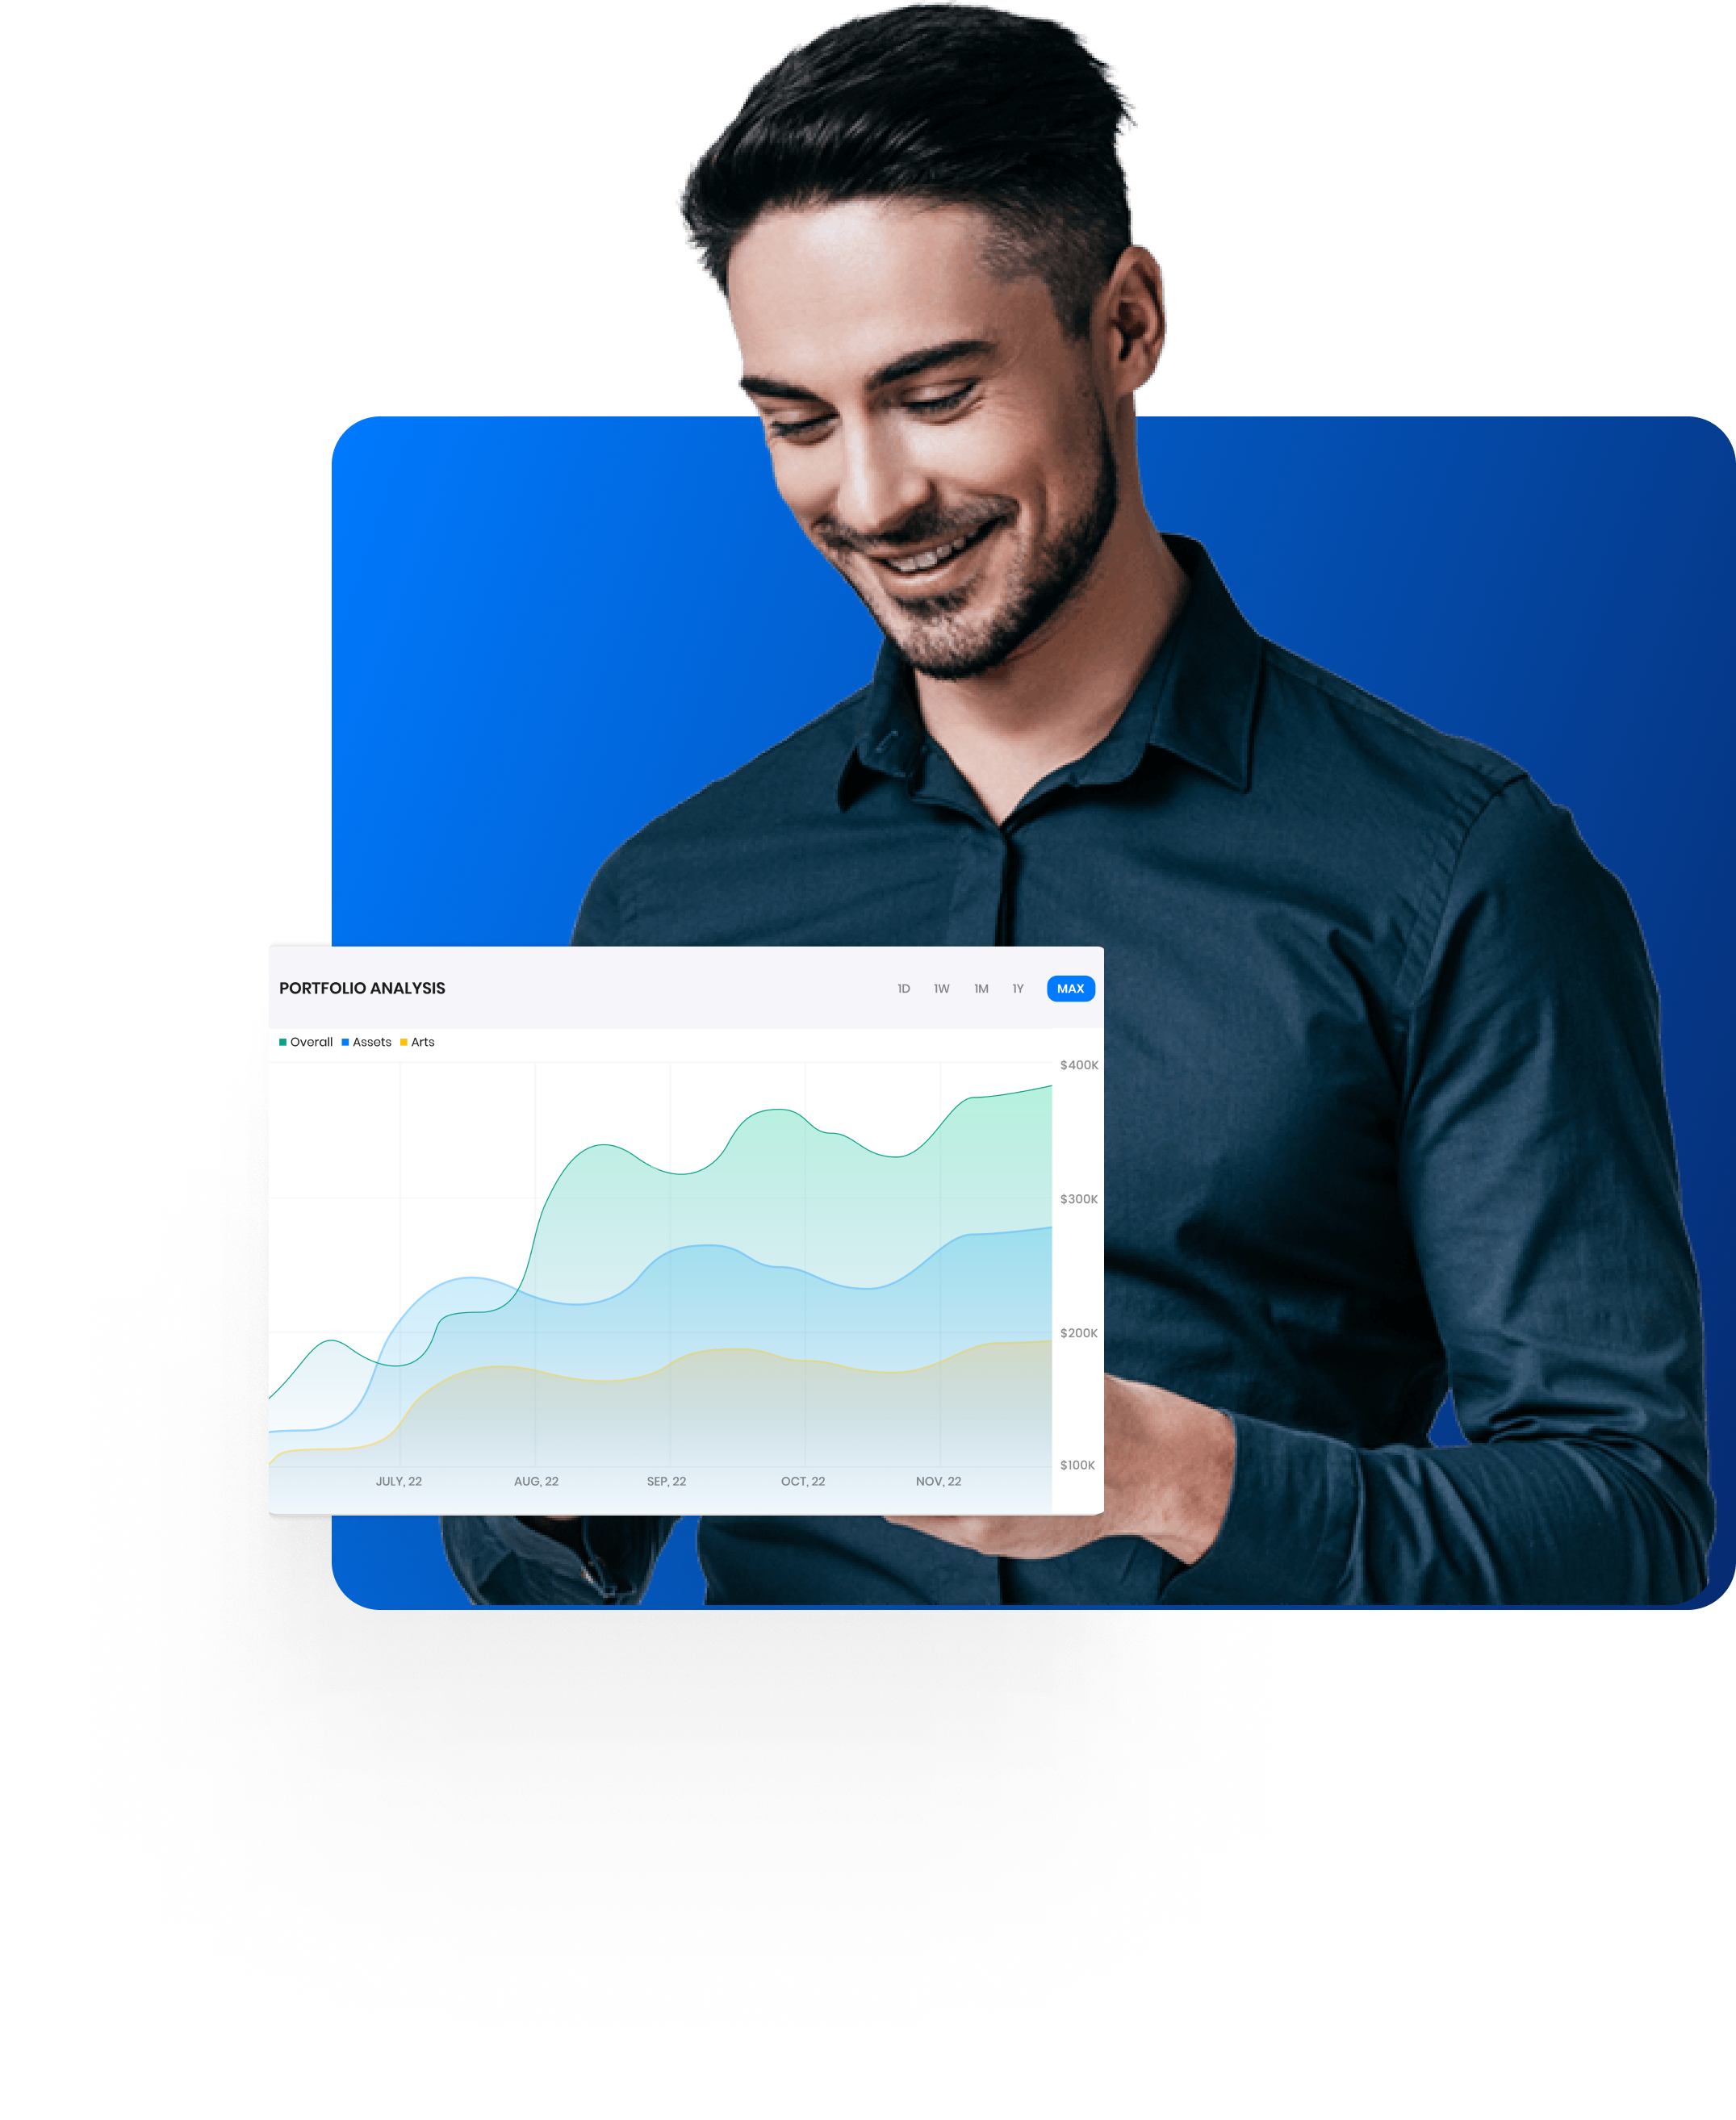 PORTFOLIO ANALYSIS 1D 1W 1M 1Y MAX
Overall Assets Arts
$400K
$300K
$200K
$100K
JULY, 22 AUG, 22 SEP, 22 OCT, 22 NOV, 22